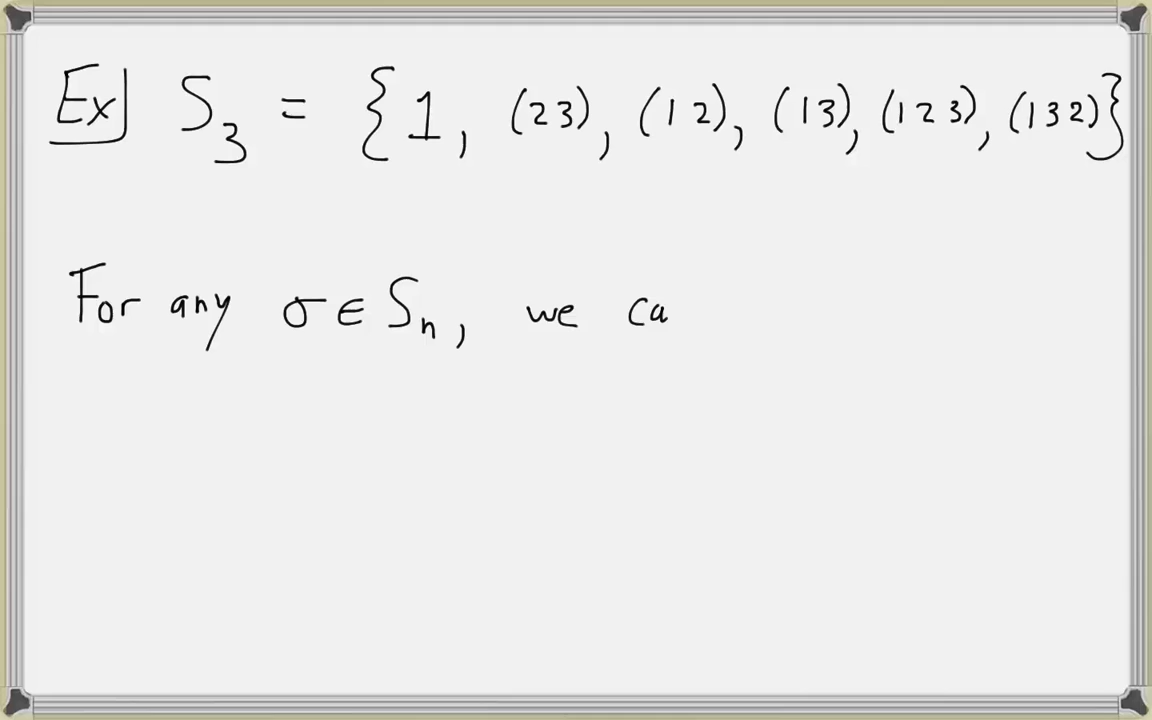 Ex S₃ = {1, (23), (12), (13), (123), (132)}
For any σ ∈ Sₙ, we ca